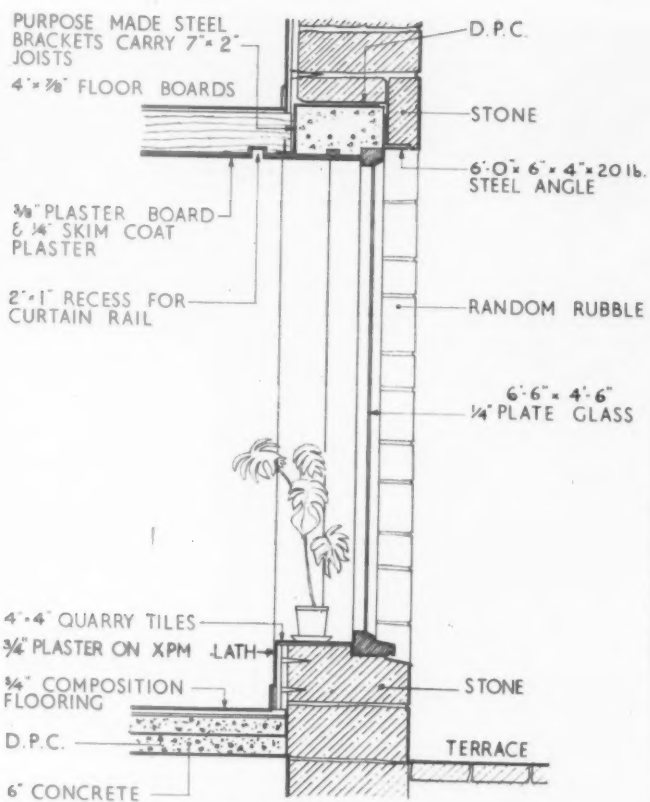 PURPOSE MADE STEEL
BRACKETS CARRY 7"×2"
JOISTS
4"×7/8" FLOOR BOARDS
3/8" PLASTER BOARD
& 1/4" SKIM COAT
PLASTER
2"×1" RECESS FOR
CURTAIN RAIL
D.P.C.
STONE
6'-0"×6"×4"×20lb.
STEEL ANGLE
RANDOM RUBBLE
6'-6"×4'-6"
1/4" PLATE GLASS
4"×4" QUARRY TILES
3/4" PLASTER ON XPM LATH
3/4" COMPOSITION
FLOORING
D.P.C.
6" CONCRETE
STONE
TERRACE